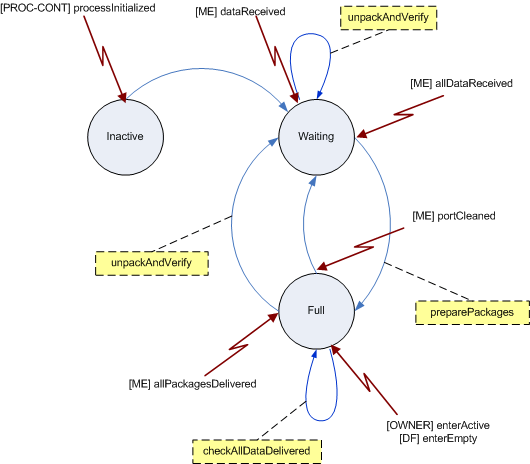 [PROC-CONT] processInitialized
[ME] dataReceived
unpackAndVerify
[ME] allDataReceived
Inactive
Waiting
[ME] portCleaned
unpackAndVerify
Full
preparePackages
[ME] allPackagesDelivered
[OWNER] enterActive
[DF] enterEmpty
checkAllDataDelivered